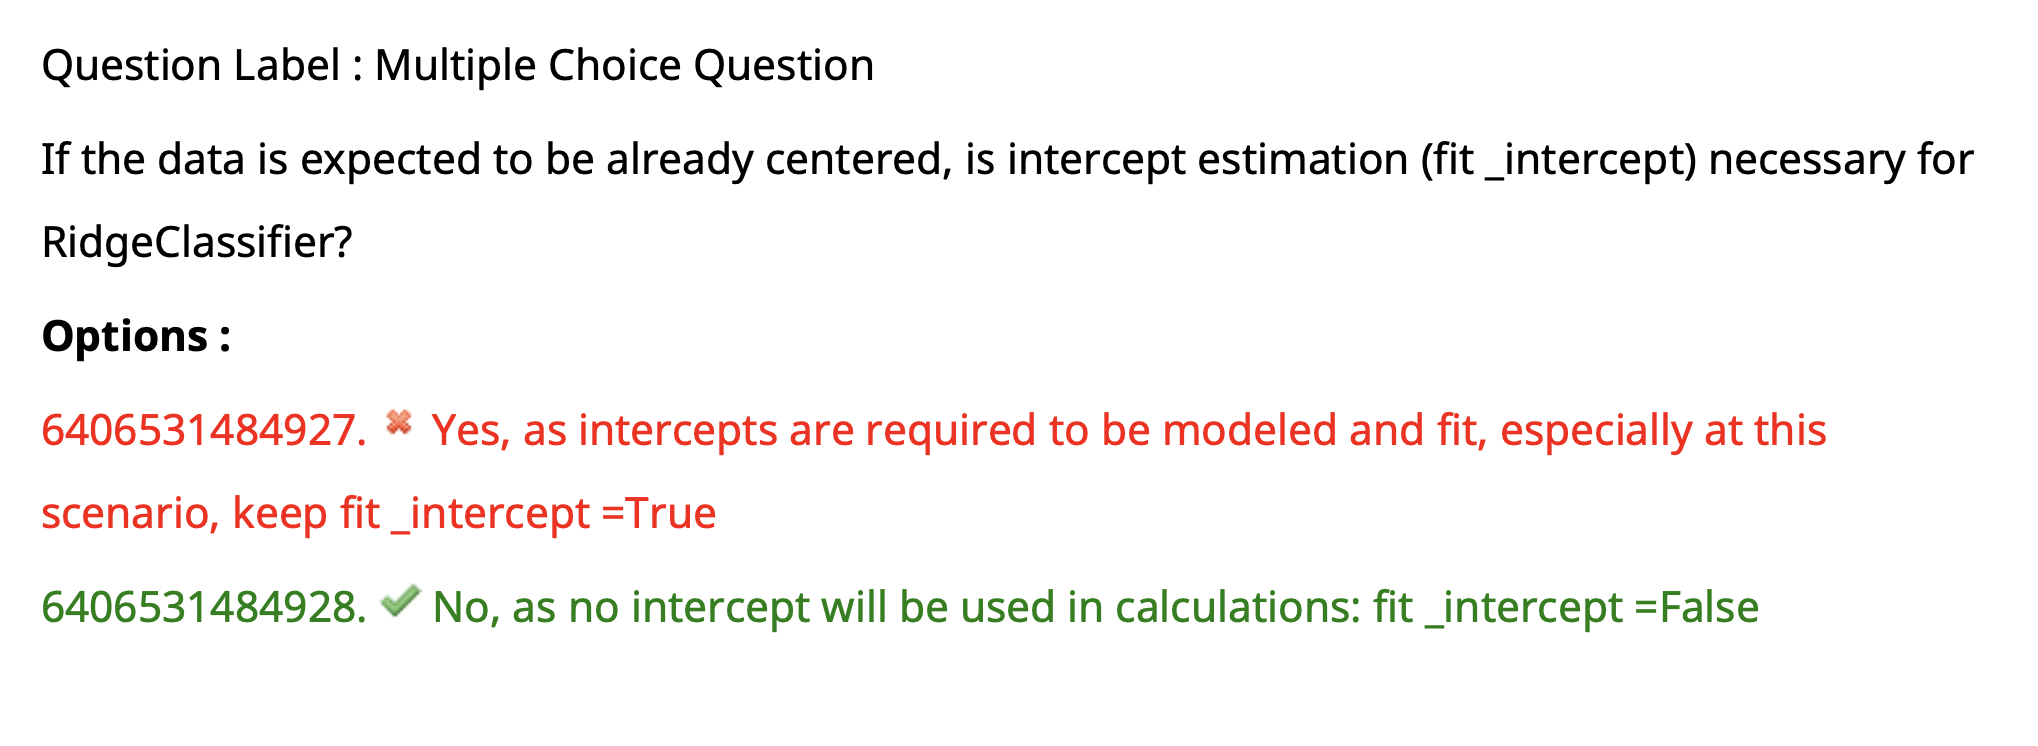 Question Label : Multiple Choice Question
If the data is expected to be already centered, is intercept estimation (fit _intercept) necessary for
RidgeClassifier?
Options :
6406531484927. ✖ Yes, as intercepts are required to be modeled and fit, especially at this
scenario, keep fit _intercept =True
6406531484928. ✔ No, as no intercept will be used in calculations: fit _intercept =False